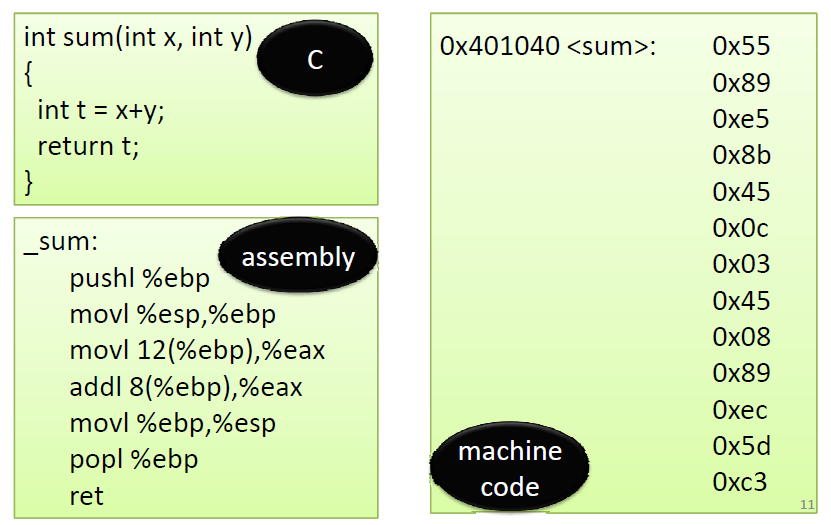 int sum(int x, int y)
{
int t = x+y;
return t;
}
C
_sum:
pushl %ebp
movl %esp,%ebp
movl 12(%ebp),%eax
addl 8(%ebp),%eax
movl %ebp,%esp
popl %ebp
ret
assembly
0x401040 <sum>: 0x55
0x89
0xe5
0x8b
0x45
0x0c
0x03
0x45
0x08
0x89
0xec
0x5d
0xc3
machine
code
11